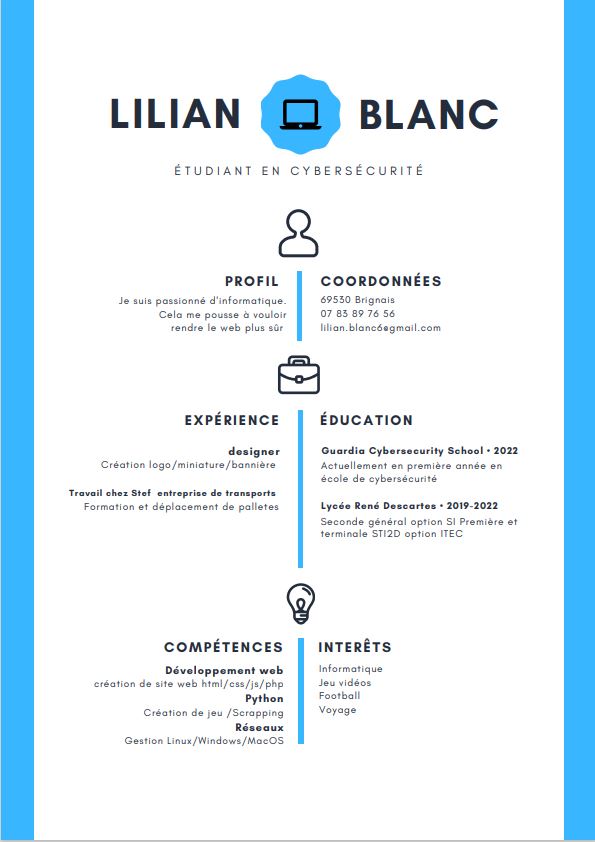 LILIAN BLANC
ÉTUDIANT EN CYBERSÉCURITÉ
PROFIL
Je suis passionné d'informatique.
Cela me pousse à vouloir
rendre le web plus sûr
COORDONNÉES
69530 Brignais
07 83 89 76 56
lilian.blanc6@gmail.com
EXPÉRIENCE
designer
Création logo/miniature/bannière
Travail chez Stef entreprise de transports
Formation et déplacement de palletes
ÉDUCATION
Guardia Cybersecurity School • 2022
Actuellement en première année en
école de cybersécurité
Lycée René Descartes • 2019-2022
Seconde général option SI Première et
terminale STI2D option ITEC
COMPÉTENCES
Développement web
création de site web html/css/js/php
Python
Création de jeu /Scrapping
Réseaux
Gestion Linux/Windows/MacOS
INTERÊTS
Informatique
Jeu vidéos
Football
Voyage